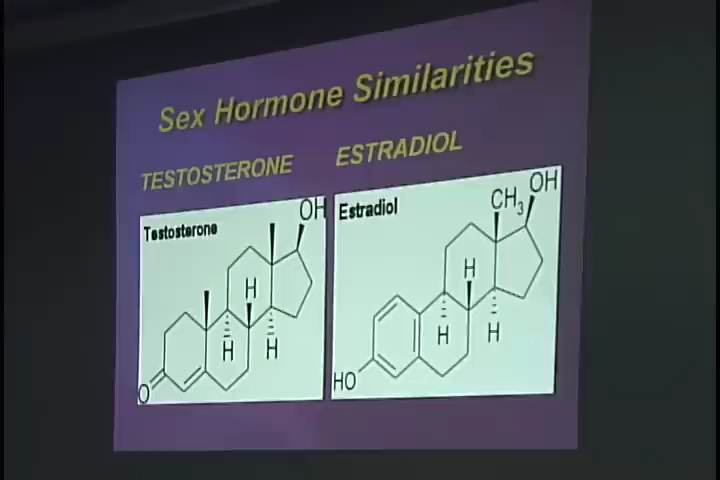 Sex Hormone Similarities
TESTOSTERONE
ESTRADIOL
Testosterone
OH
H
H
H
O
Estradiol
CH3
OH
H
H
H
HO